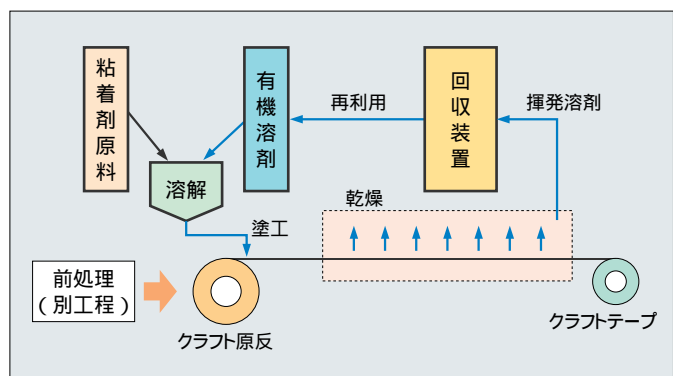 粘着剤原料
有機溶剤
回収装置
再利用
揮発溶剤
溶解
乾燥
塗工
前処理
(別工程)
クラフト原反
クラフトテープ